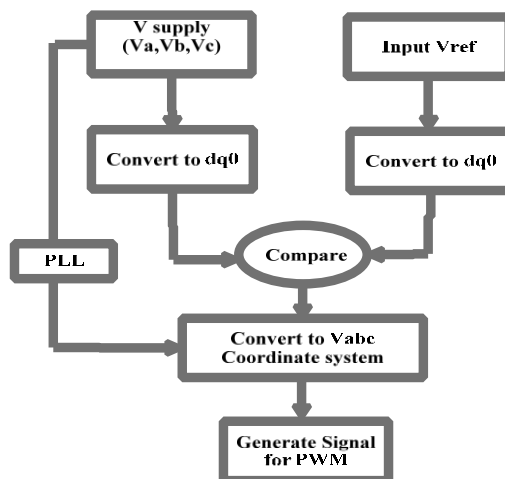 V supply
(Va,Vb,Vc)
Input Vref
Convert to dq0
Convert to dq0
PLL
Compare
Convert to Vabc
Coordinate system
Generate Signal
for PWM